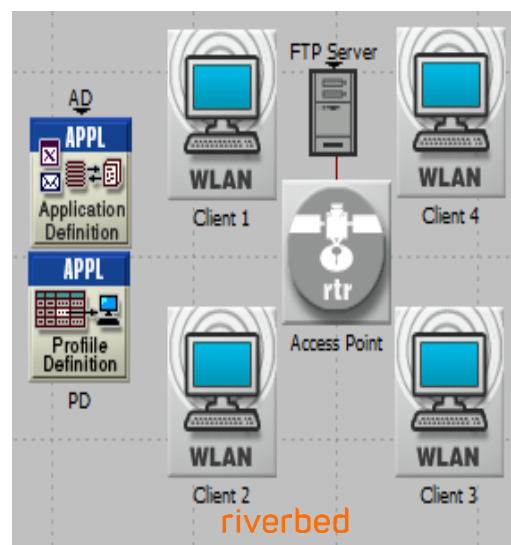 AD
APPL
Application
Definition
APPL
Profile
Definition
PD
WLAN
Client 1
FTP Server
rtr
Access Point
WLAN
Client 4
WLAN
Client 2
WLAN
Client 3
riverbed